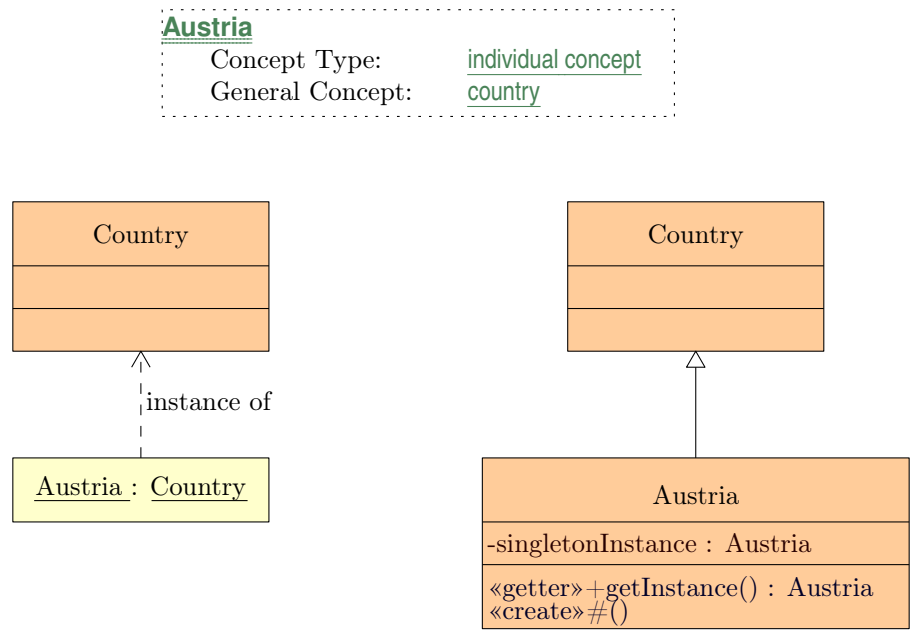 Austria
Concept Type: individual concept
General Concept: country
Country
instance of
Austria : Country
Country
Austria
-singletonInstance : Austria
«getter»+getInstance() : Austria
«create»#()